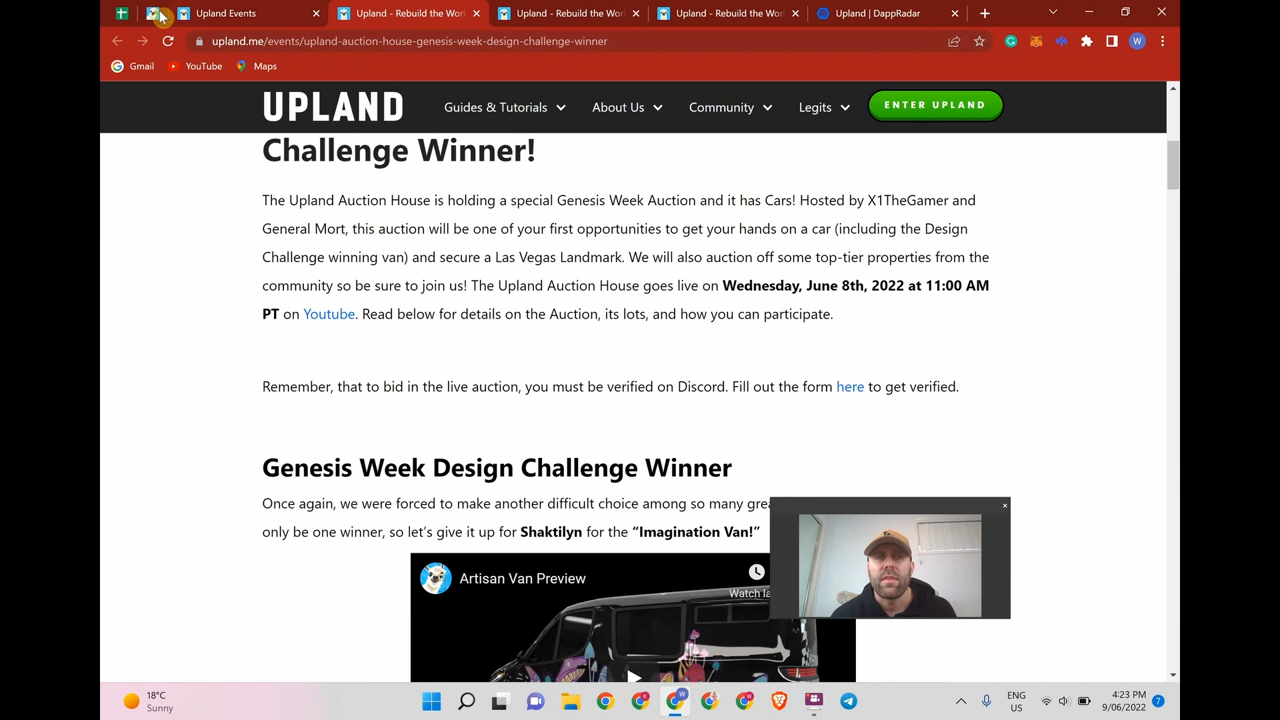 Upland Events
Upland - Rebuild the Worl
Upland - Rebuild the Worl
Upland - Rebuild the Worl
Upland | DappRadar
upland.me/events/upland-auction-house-genesis-week-design-challenge-winner
W
Gmail
YouTube
Maps
UPLAND
Guides & Tutorials
About Us
Community
Legits
ENTER UPLAND
Challenge Winner!
The Upland Auction House is holding a special Genesis Week Auction and it has Cars! Hosted by X1TheGamer and
General Mort, this auction will be one of your first opportunities to get your hands on a car (including the Design
Challenge winning van) and secure a Las Vegas Landmark. We will also auction off some top-tier properties from the
community so be sure to join us! The Upland Auction House goes live on Wednesday, June 8th, 2022 at 11:00 AM
PT on Youtube. Read below for details on the Auction, its lots, and how you can participate.
Remember, that to bid in the live auction, you must be verified on Discord. Fill out the form here to get verified.
Genesis Week Design Challenge Winner
Once again, we were forced to make another difficult choice among so many grea
only be one winner, so let's give it up for Shaktilyn for the “Imagination Van!”
Artisan Van Preview
Watch la
18°C
Sunny
ENG
US
4:23 PM
9/06/2022
7